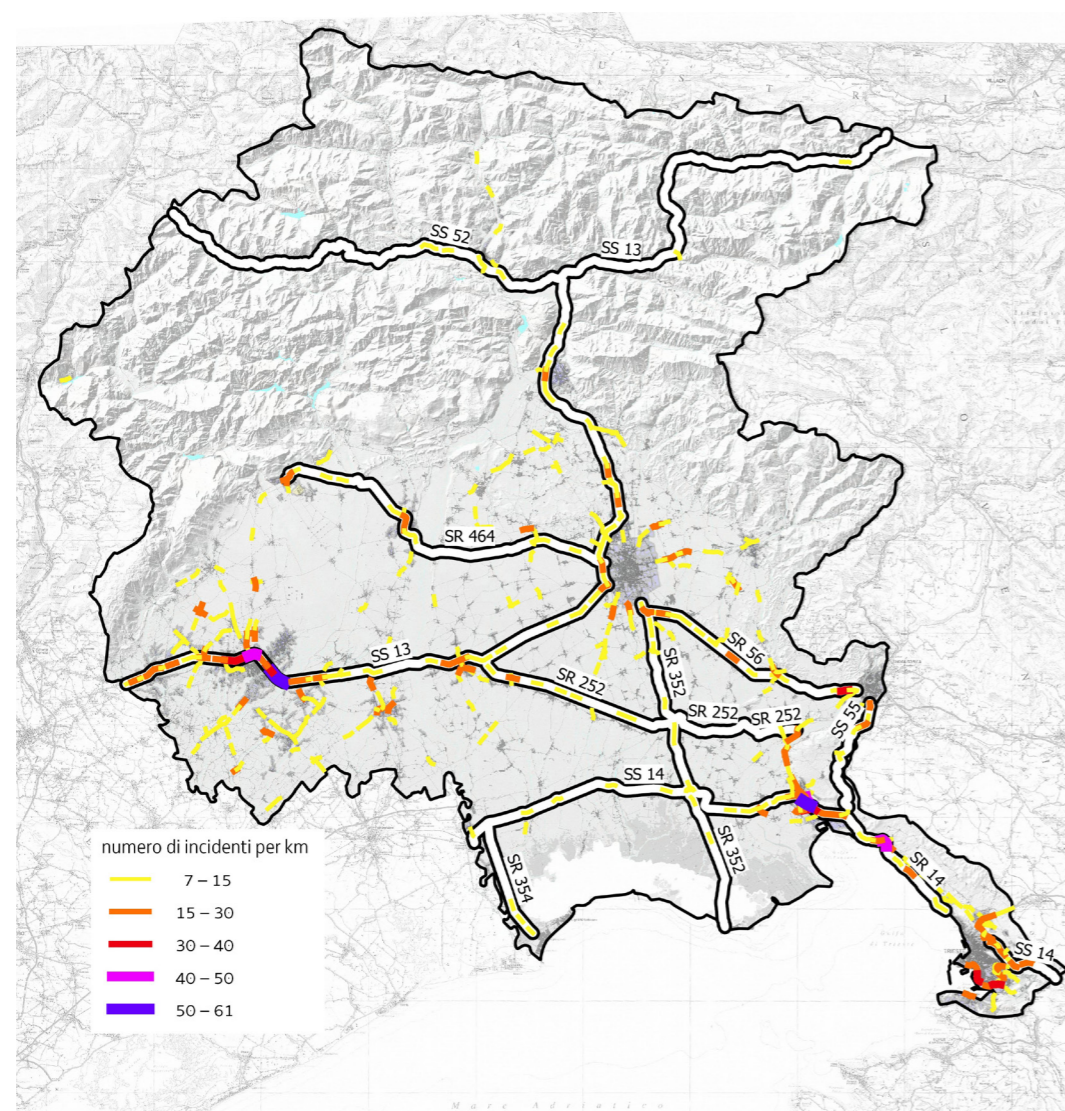 SS 52
SS 13
SR 464
SS 13
SR 56
SR 352
SR 252
SR 252
SR 252
SS 55
SS 14
SR 354
SR 352
SR 14
SS 14
numero di incidenti per km
7 – 15
15 – 30
30 – 40
40 – 50
50 – 61
Mare Adriatico